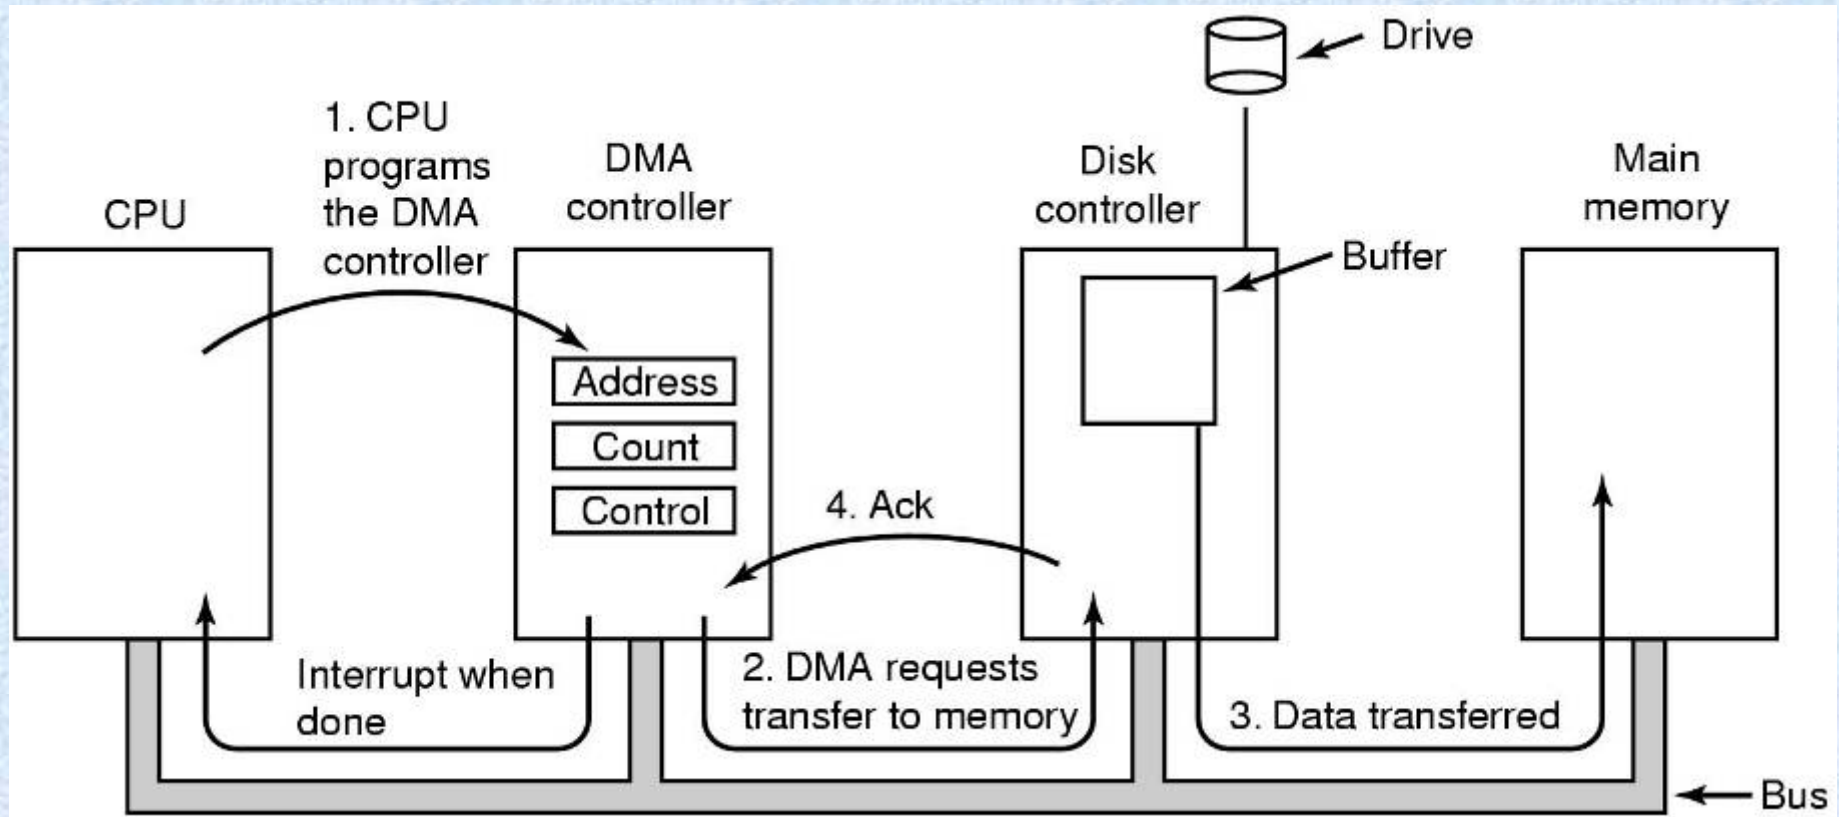 Drive
1. CPU
programs
the DMA
controller
CPU
DMA
controller
Disk
controller
Main
memory
Buffer
Address
Count
Control
4. Ack
Interrupt when
done
2. DMA requests
transfer to memory
3. Data transferred
Bus